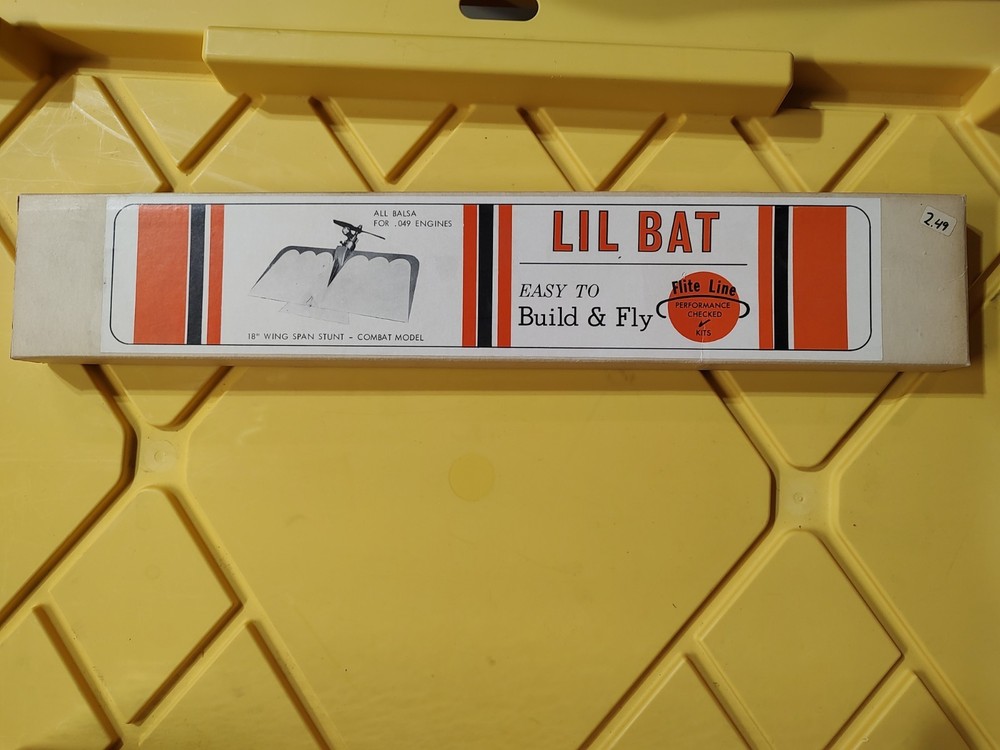 ALL BALSA
FOR .049 ENGINES
18" WING SPAN STUNT - COMBAT MODEL
LIL BAT
EASY TO
Build & Fly
Flite Line
PERFORMANCE
CHECKED
KITS
2.49